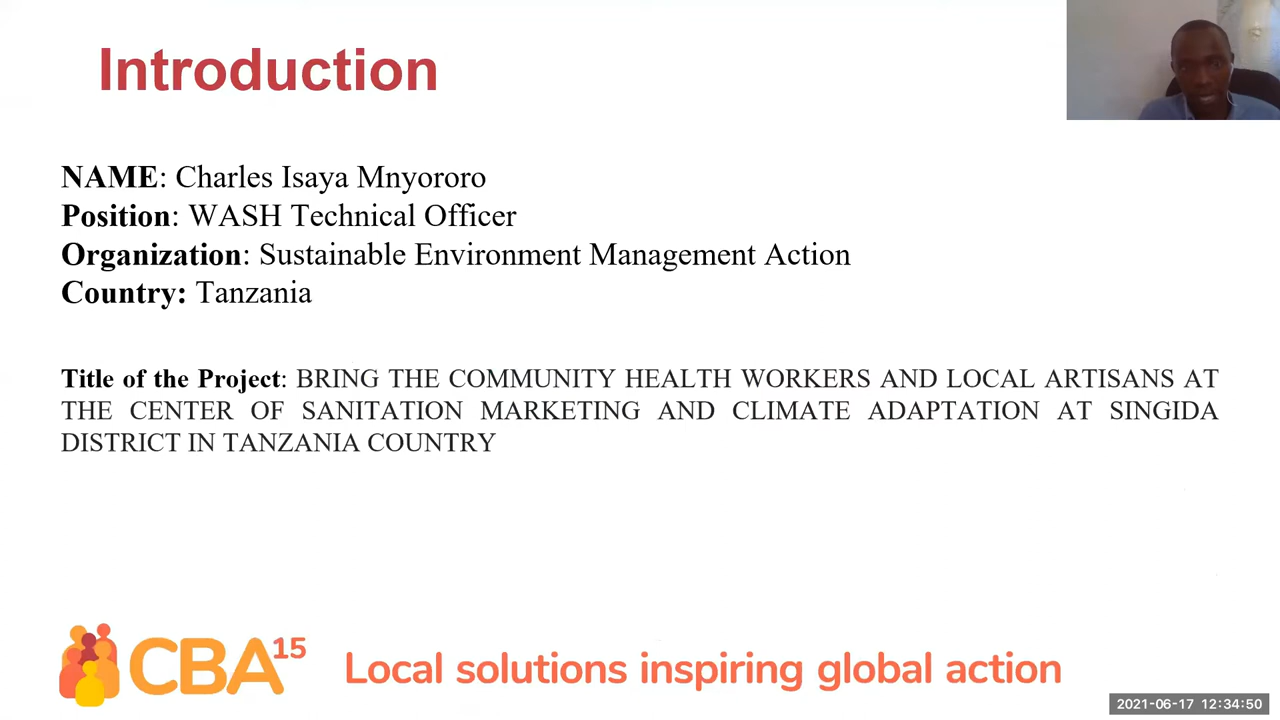 Introduction
NAME: Charles Isaya Mnyororo
Position: WASH Technical Officer
Organization: Sustainable Environment Management Action
Country: Tanzania
Title of the Project: BRING THE COMMUNITY HEALTH WORKERS AND LOCAL ARTISANS AT
THE CENTER OF SANITATION MARKETING AND CLIMATE ADAPTATION AT SINGIDA
DISTRICT IN TANZANIA COUNTRY
CBA15
Local solutions inspiring global action
2021-06-17 12:34:50